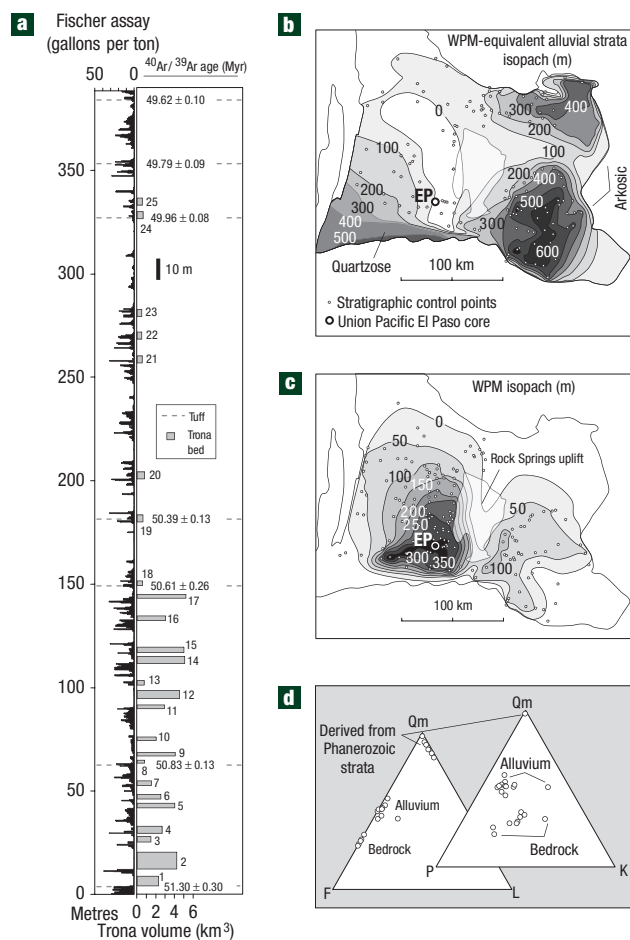 a
Fischer assay
(gallons per ton)
50 0
40Ar/ 39Ar age (Myr)
49.62 ± 0.10
350
49.79 ± 0.09
25
49.96 ± 0.08
24
300
10 m
23
22
21
250
Tuff
Trona
bed
200
20
50.39 ± 0.13
19
18
150
50.61 ± 0.26
17
16
15
14
13
100
12
11
10
9
50.83 ± 0.13
8
7
50
6
5
4
3
2
1
51.30 ± 0.30
0
Metres 0 2 4 6
Trona volume (km3)
b
WPM-equivalent alluvial strata
isopach (m)
0
300
400
200
100
100
200
300
400
500
EP
200
400
500
300
600
Arkosic
Quartzose
100 km
Stratigraphic control points
Union Pacific El Paso core
c
WPM isopach (m)
0
50
Rock Springs uplift
100
150
50
200
250
EP
300 350
100
100 km
d
Qm
Qm
Derived from
Phanerozoic
strata
Alluvium
Alluvium
Bedrock
Bedrock
P
K
F
L